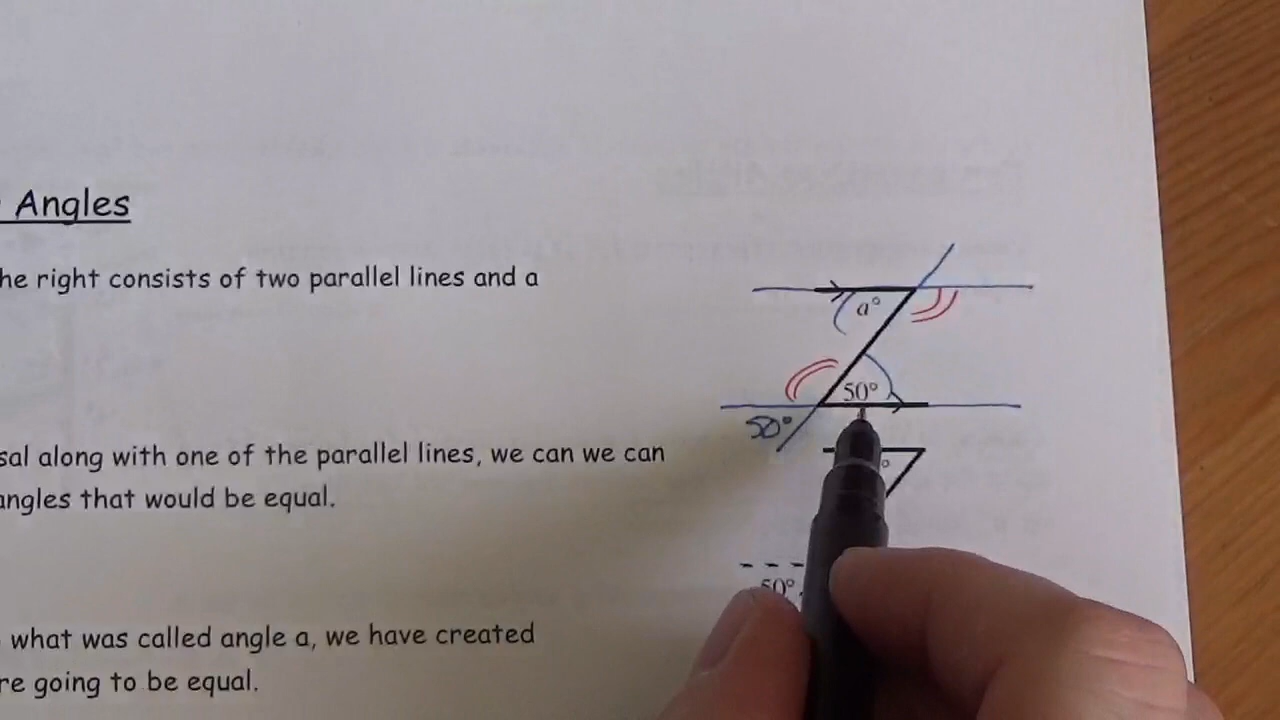 Angles
he right consists of two parallel lines and a
a°
50°
50°
sal along with one of the parallel lines, we can we can
°
angles that would be equal.
50°
what was called angle a, we have created
re going to be equal.